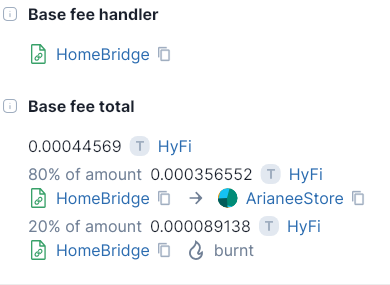 Base fee handler
HomeBridge
Base fee total
0.00044569 T HyFi
80% of amount 0.000356552 T HyFi
HomeBridge → ArianeeStore
20% of amount 0.000089138 T HyFi
HomeBridge burnt